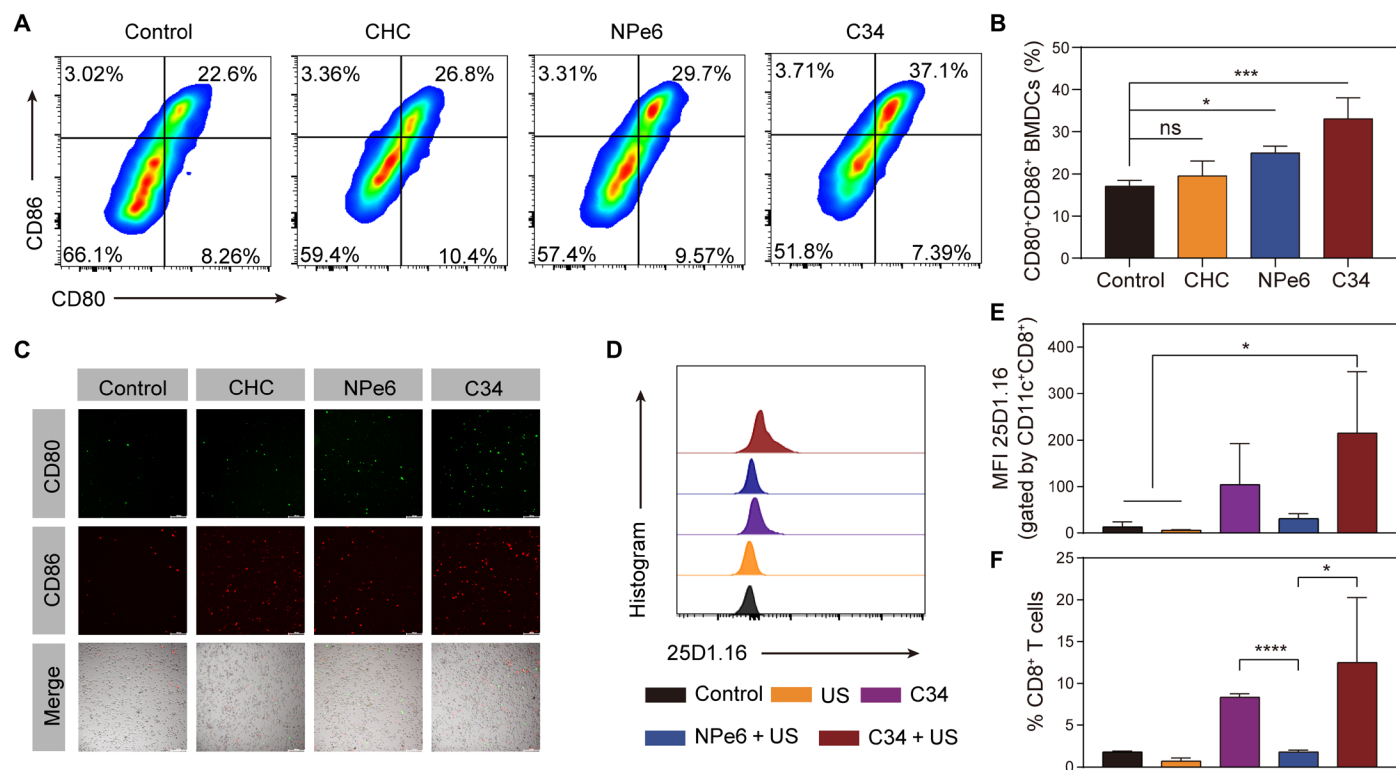 A
Control
CHC
NPe6
C34
3.02%
22.6%
66.1%
8.26%
3.36%
26.8%
59.4%
10.4%
3.31%
29.7%
57.4%
9.57%
3.71%
37.1%
51.8%
7.39%
CD86
CD80
B
CD80+CD86+ BMDCs (%)
50
40
30
20
10
0
ns
*
***
Control
CHC
NPe6
C34
C
Control
CHC
NPe6
C34
CD80
CD86
Merge
D
Histogram
25D1.16
Control
US
C34
NPe6 + US
C34 + US
E
MFI 25D1.16
(gated by CD11c+CD8+)
400
300
200
100
0
*
F
% CD8+ T cells
25
20
15
10
5
0
****
*